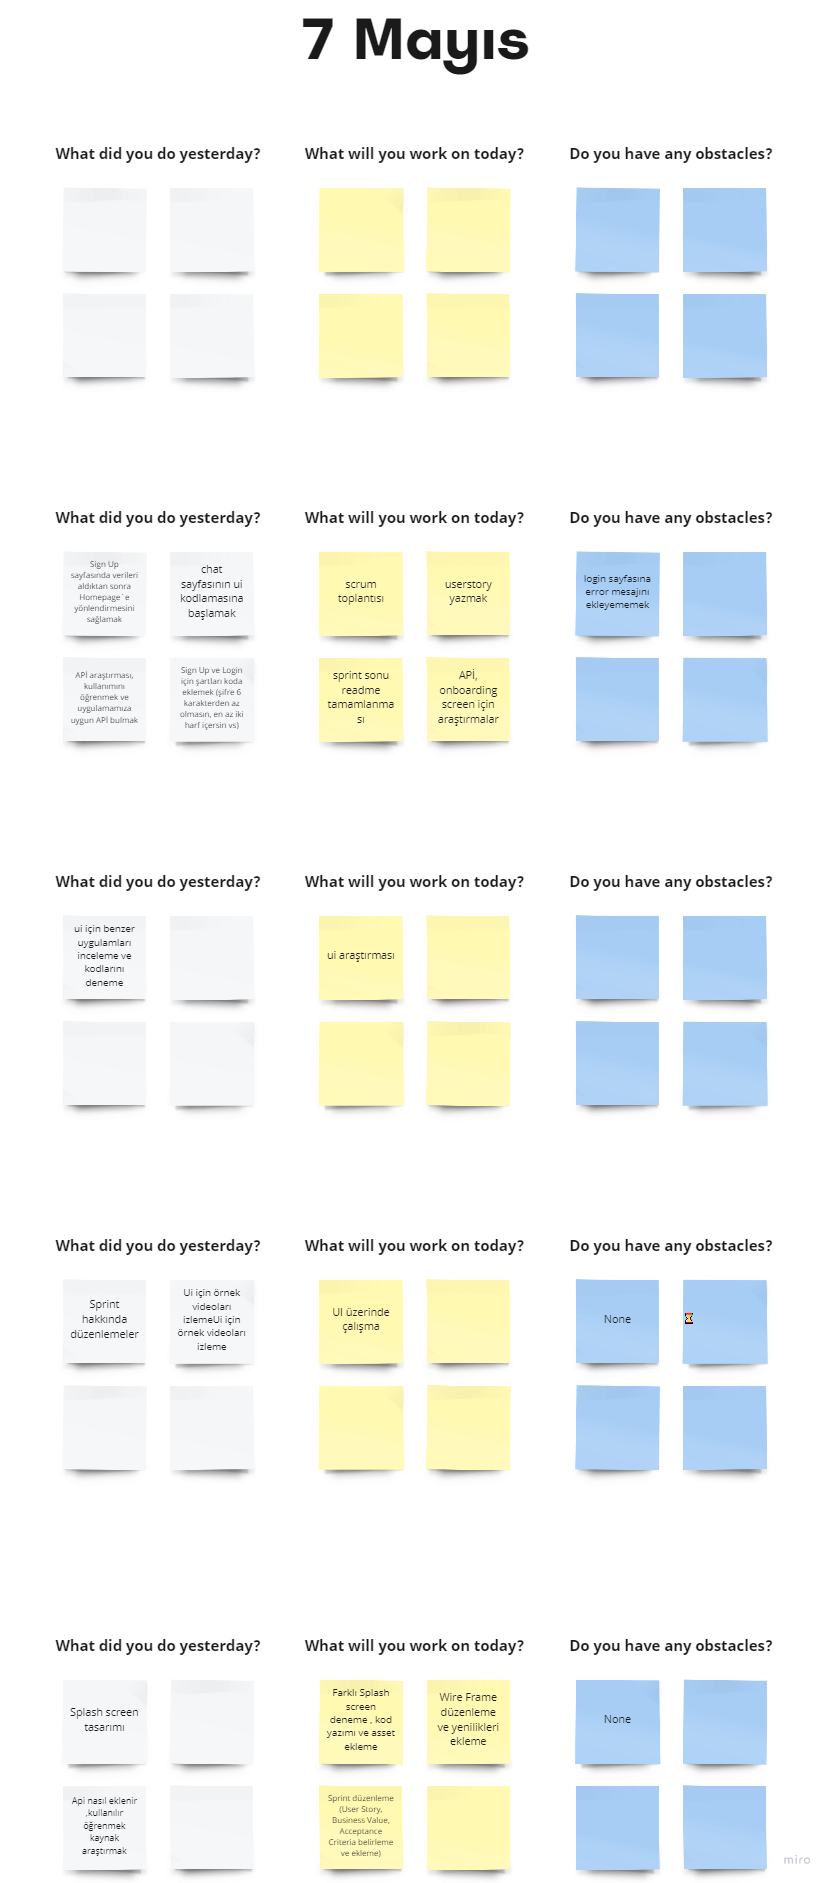 7 Mayıs
What did you do yesterday?
What will you work on today?
Do you have any obstacles?
What did you do yesterday?
What will you work on today?
Do you have any obstacles?
Sign Up
sayfasında verileri
aldıktan sonra
Homepage`e
yönlendirmesini
sağlamak
chat
sayfasının ui
kodlamasına
başlamak
scrum
toplantısı
userstory
yazmak
login sayfasına
error mesajını
ekleyememek
APİ araştırması,
kullanımını
öğrenmek ve
uygulamamıza
uygun APİ bulmak
Sign Up ve Login
için şartları koda
eklemek (şifre 6
karakterden az
olmasın, en az iki
harf içersin vs)
sprint sonu
readme
tamamlanma
sı
APİ,
onboarding
screen için
araştırmalar
What did you do yesterday?
What will you work on today?
Do you have any obstacles?
ui için benzer
uygulamları
inceleme ve
kodlarını
deneme
ui araştırması
What did you do yesterday?
What will you work on today?
Do you have any obstacles?
Sprint
hakkında
düzenlemeler
Ui için örnek
videoları
izlemeUi için
örnek videoları
izleme
UI üzerinde
çalışma
None
What did you do yesterday?
What will you work on today?
Do you have any obstacles?
Splash screen
tasarımı
Farklı Splash
screen
deneme , kod
yazımı ve asset
ekleme
Wire Frame
düzenleme
ve yenilikleri
ekleme
None
Api nasıl eklenir
,kullanılır
öğrenmek
kaynak
araştırmak
Sprint düzenleme
(User Story,
Business Value,
Acceptance
Criteria belirleme
ve ekleme)
miro